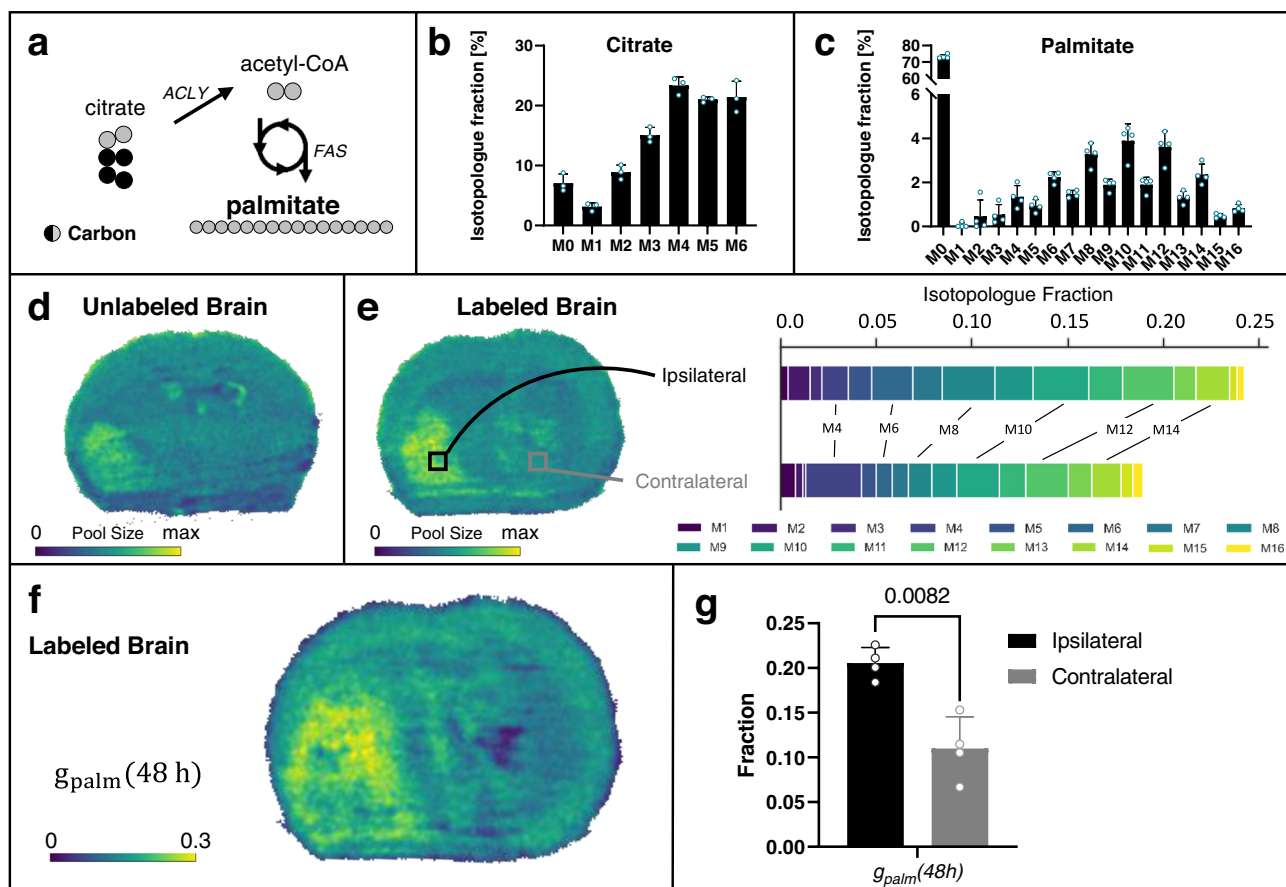 a
citrate
ACLY
acetyl-CoA
FAS
palmitate
Carbon
b
Citrate
Isotopologue fraction [%]
30
20
10
0
M0 M1 M2 M3 M4 M5 M6
c
Palmitate
Isotopologue fraction [%]
80
70
60
6
4
2
0
M0 M1 M2 M3 M4 M5 M6 M7 M8 M9 M10 M11 M12 M13 M14 M15 M16
d
Unlabeled Brain
0 Pool Size max
e
Labeled Brain
Ipsilateral
Contralateral
0 Pool Size max
Isotopologue Fraction
0.0 0.05 0.10 0.15 0.20 0.25
M4 M6 M8 M10 M12 M14
M1 M2 M3 M4 M5 M6 M7 M8
M9 M10 M11 M12 M13 M14 M15 M16
f
Labeled Brain
gpalm(48 h)
0 0.3
g
0.0082
Fraction
0.25
0.20
0.15
0.10
0.05
0.00
gpalm(48h)
Ipsilateral
Contralateral